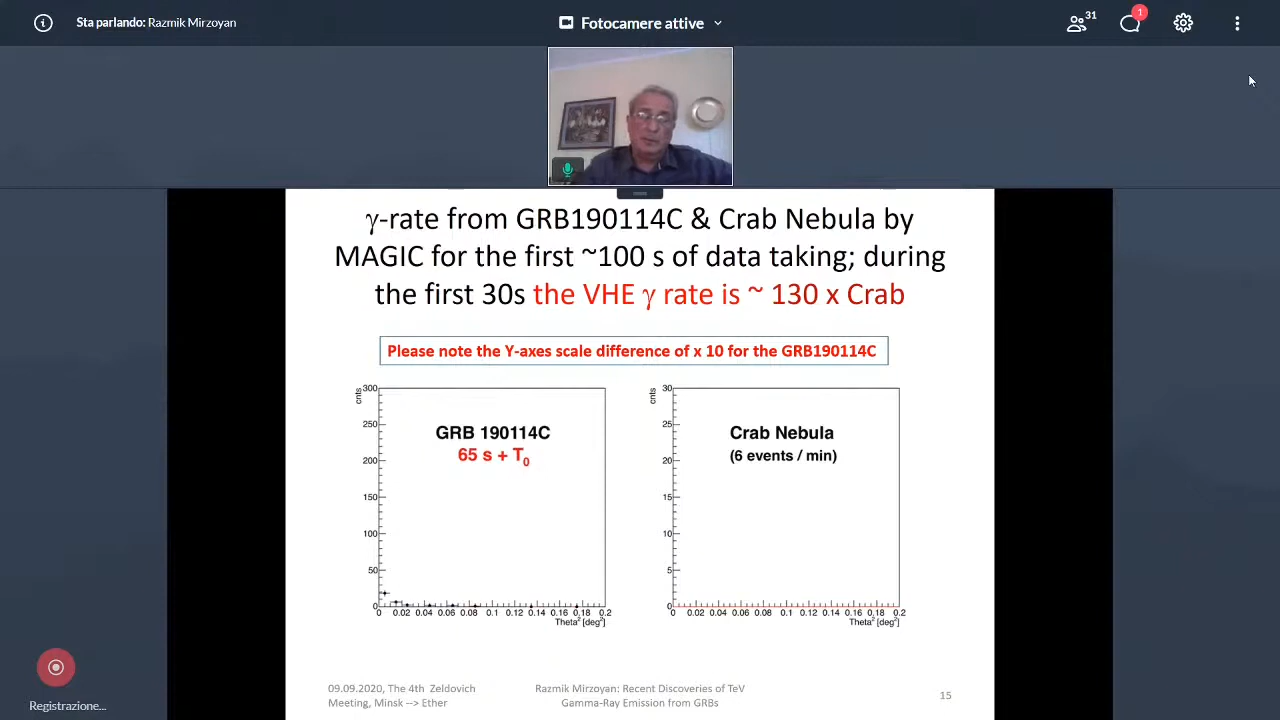 Sta parlando: Razmik Mirzoyan
Fotocamere attive
31
1
γ-rate from GRB190114C & Crab Nebula by
MAGIC for the first ~100 s of data taking; during
the first 30s the VHE γ rate is ~ 130 x Crab
Please note the Y-axes scale difference of x 10 for the GRB190114C
cnts
300
250
200
150
100
50
0
GRB 190114C
65 s + T₀
0 0.02 0.04 0.06 0.08 0.1 0.12 0.14 0.16 0.18 0.2
Theta² [deg²]
cnts
30
25
20
15
10
5
0
Crab Nebula
(6 events / min)
0 0.02 0.04 0.06 0.08 0.1 0.12 0.14 0.16 0.18 0.2
Theta² [deg²]
09.09.2020, The 4th Zeldovich
Meeting, Minsk --> Ether
Razmik Mirzoyan: Recent Discoveries of TeV
Gamma-Ray Emission from GRBs
15
Registrazione...